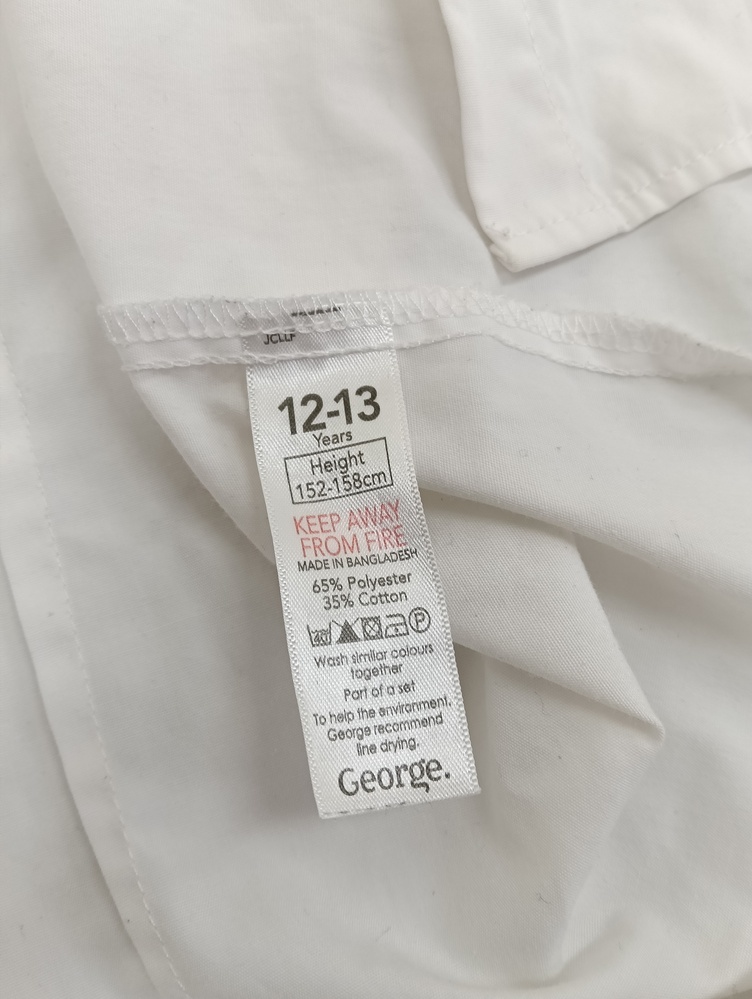 JCLLF
12-13
Years
Height
152-158cm
KEEP AWAY
FROM FIRE
MADE IN BANGLADESH
65% Polyester
35% Cotton
40 P
Wash similar colours
together
Part of a set
To help the environment.
George recommend
line drying.
George.